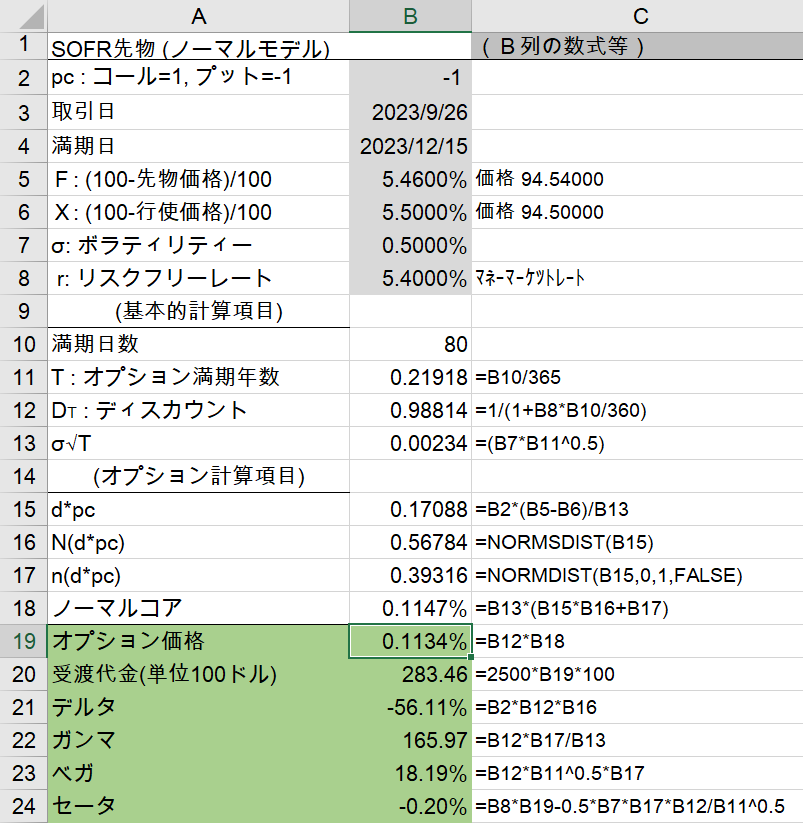 A B C
1 SOFR先物 (ノーマルモデル) ( B列の数式等 )
2 pc : コール=1, プット=-1 -1
3 取引日 2023/9/26
4 満期日 2023/12/15
5 F : (100-先物価格)/100 5.4600% 価格 94.54000
6 X : (100-行使価格)/100 5.5000% 価格 94.50000
7 σ: ボラティリティー 0.5000%
8 r: リスクフリーレート 5.4000% ﾏﾈｰﾏｰｹﾂﾄﾚｰﾄ
9 (基本的計算項目)
10 満期日数 80
11 T : オプション満期年数 0.21918 =B10/365
12 DT : ディスカウント 0.98814 =1/(1+B8*B10/360)
13 σ√T 0.00234 =(B7*B11^0.5)
14 (オプション計算項目)
15 d*pc 0.17088 =B2*(B5-B6)/B13
16 N(d*pc) 0.56784 =NORMSDIST(B15)
17 n(d*pc) 0.39316 =NORMDIST(B15,0,1,FALSE)
18 ノーマルコア 0.1147% =B13*(B15*B16+B17)
19 オプション価格 0.1134% =B12*B18
20 受渡代金(単位100ドル) 283.46 =2500*B19*100
21 デルタ -56.11% =B2*B12*B16
22 ガンマ 165.97 =B12*B17/B13
23 ベガ 18.19% =B12*B11^0.5*B17
24 セータ -0.20% =B8*B19-0.5*B7*B17*B12/B11^0.5